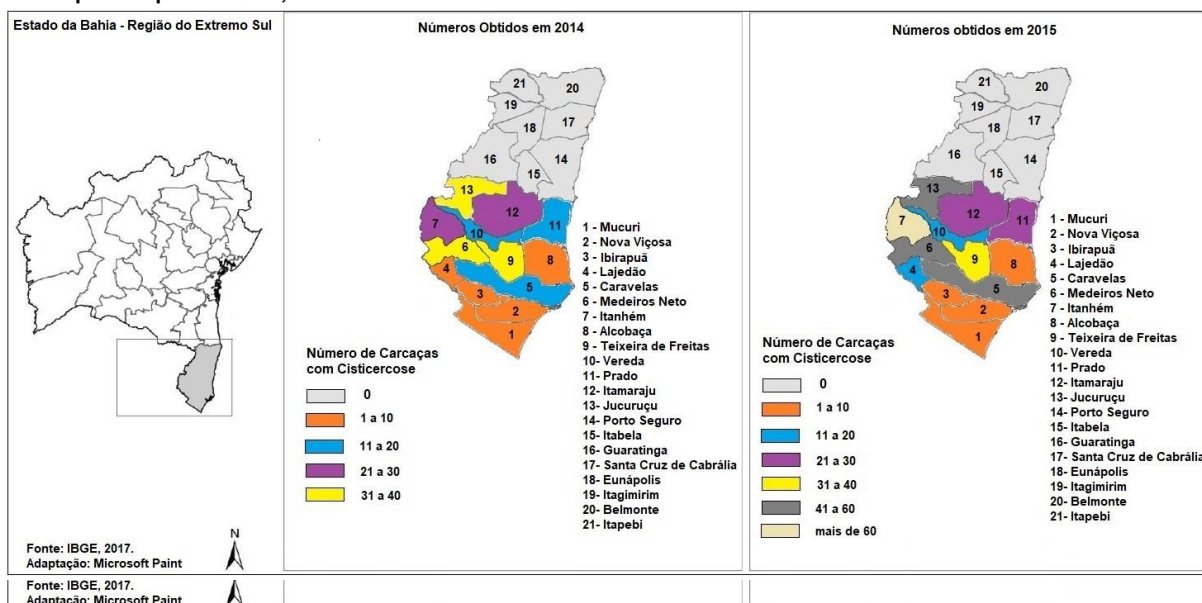 Estado da Bahia - Região do Extremo Sul
Fonte: IBGE, 2017.
Adaptação: Microsoft Paint
N
Números Obtidos em 2014
21
20
19
18
17
16
15
14
13
12
11
7
10
6
9
8
4
5
3
2
1
Número de Carcaças
com Cisticercose
0
1 a 10
11 a 20
21 a 30
31 a 40
1 - Mucuri
2 - Nova Viçosa
3 - Ibirapuã
4 - Lajedão
5 - Caravelas
6 - Medeiros Neto
7 - Itanhém
8 - Alcobaça
9 - Teixeira de Freitas
10- Vereda
11- Prado
12- Itamaraju
13- Jucuruçu
14- Porto Seguro
15- Itabela
16- Guaratinga
17- Santa Cruz de Cabrália
18- Eunápolis
19- Itagimirim
20- Belmonte
21- Itapebi
Números obtidos em 2015
21
20
19
18
17
16
15
14
13
12
11
7
10
6
9
8
4
5
3
2
1
Número de Carcaças
com Cisticercose
0
1 a 10
11 a 20
21 a 30
31 a 40
41 a 60
mais de 60
1 - Mucuri
2 - Nova Viçosa
3 - Ibirapuã
4 - Lajedão
5 - Caravelas
6 - Medeiros Neto
7 - Itanhém
8 - Alcobaça
9 - Teixeira de Freitas
10- Vereda
11- Prado
12- Itamaraju
13- Jucuruçu
14- Porto Seguro
15- Itabela
16- Guaratinga
17- Santa Cruz de Cabrália
18- Eunápolis
19- Itagimirim
20- Belmonte
21- Itapebi
Fonte: IBGE, 2017.
Adaptação: Microsoft Paint